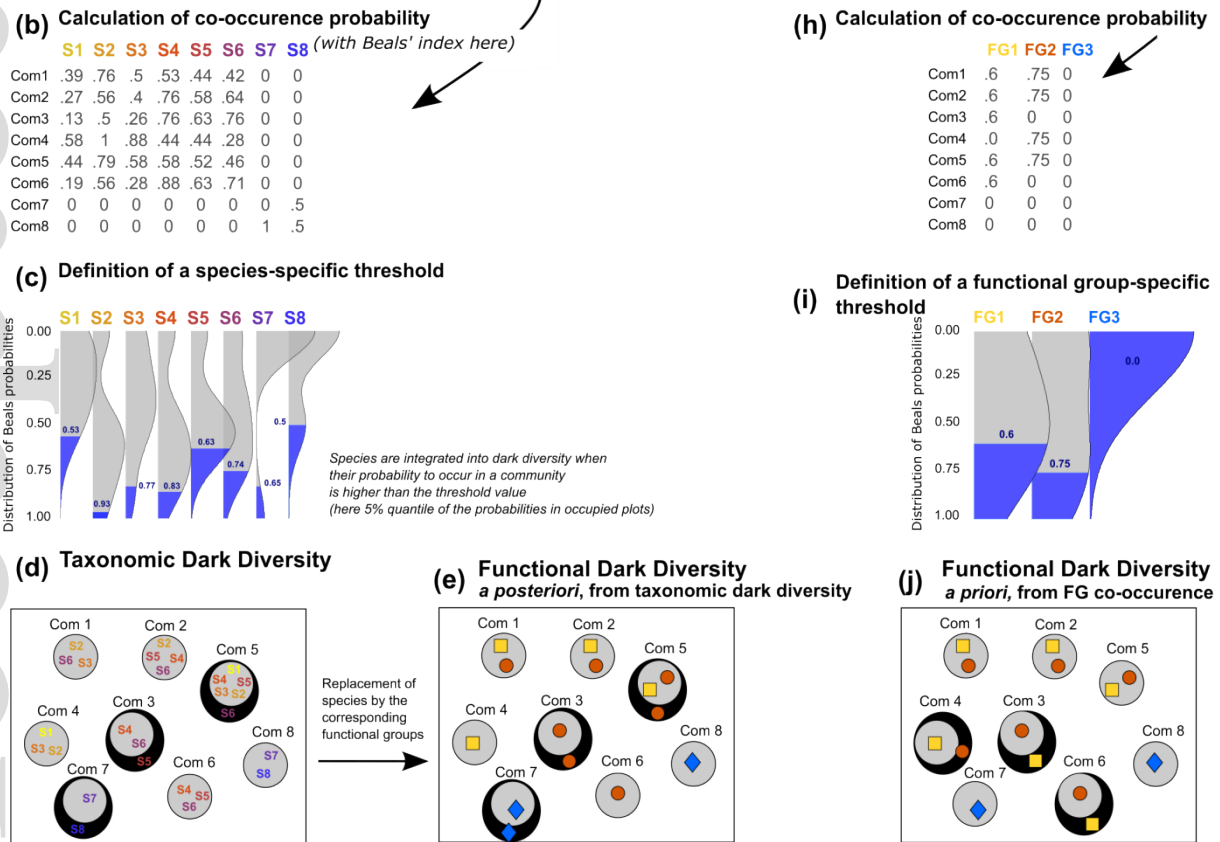 (b) Calculation of co-occurence probability
(with Beals' index here)
S1 S2 S3 S4 S5 S6 S7 S8
Com1 .39 .76 .5 .53 .44 .42 0 0
Com2 .27 .56 .4 .76 .58 .64 0 0
Com3 .13 .5 .26 .76 .63 .76 0 0
Com4 .58 1 .88 .44 .44 .28 0 0
Com5 .44 .79 .58 .58 .52 .46 0 0
Com6 .19 .56 .28 .88 .63 .71 0 0
Com7 0 0 0 0 0 0 0 .5
Com8 0 0 0 0 0 0 1 .5
(h) Calculation of co-occurence probability
FG1 FG2 FG3
Com1 .6 .75 0
Com2 .6 .75 0
Com3 .6 0 0
Com4 .0 .75 0
Com5 .6 .75 0
Com6 .6 0 0
Com7 0 0 0
Com8 0 0 0
(c) Definition of a species-specific threshold
S1 S2 S3 S4 S5 S6 S7 S8
Distribution of Beals probabilities
0.00
0.25
0.50
0.75
1.00
0.53
0.93
0.77
0.83
0.63
0.74
0.65
0.5
Species are integrated into dark diversity when
their probability to occur in a community
is higher than the threshold value
(here 5% quantile of the probabilities in occupied plots)
(i) Definition of a functional group-specific
threshold
FG1 FG2 FG3
Distribution of Beals probabilities
0.00
0.25
0.50
0.75
1.00
0.6
0.75
0.0
(d) Taxonomic Dark Diversity
Com 1
S2
S6 S3
Com 2
S2
S5 S4
S6
Com 5
S1
S4 S5
S3 S2
S6
Com 4
S1
S3 S2
Com 3
S4
S6
S5
Com 8
S7
S8
Com 7
S7
S8
Com 6
S4 S5
S6
Replacement of
species by the
corresponding
functional groups
(e) Functional Dark Diversity
a posteriori, from taxonomic dark diversity
Com 1
Com 2
Com 5
Com 4
Com 3
Com 8
Com 7
Com 6
(j) Functional Dark Diversity
a priori, from FG co-occurence
Com 1
Com 2
Com 5
Com 4
Com 3
Com 8
Com 7
Com 6